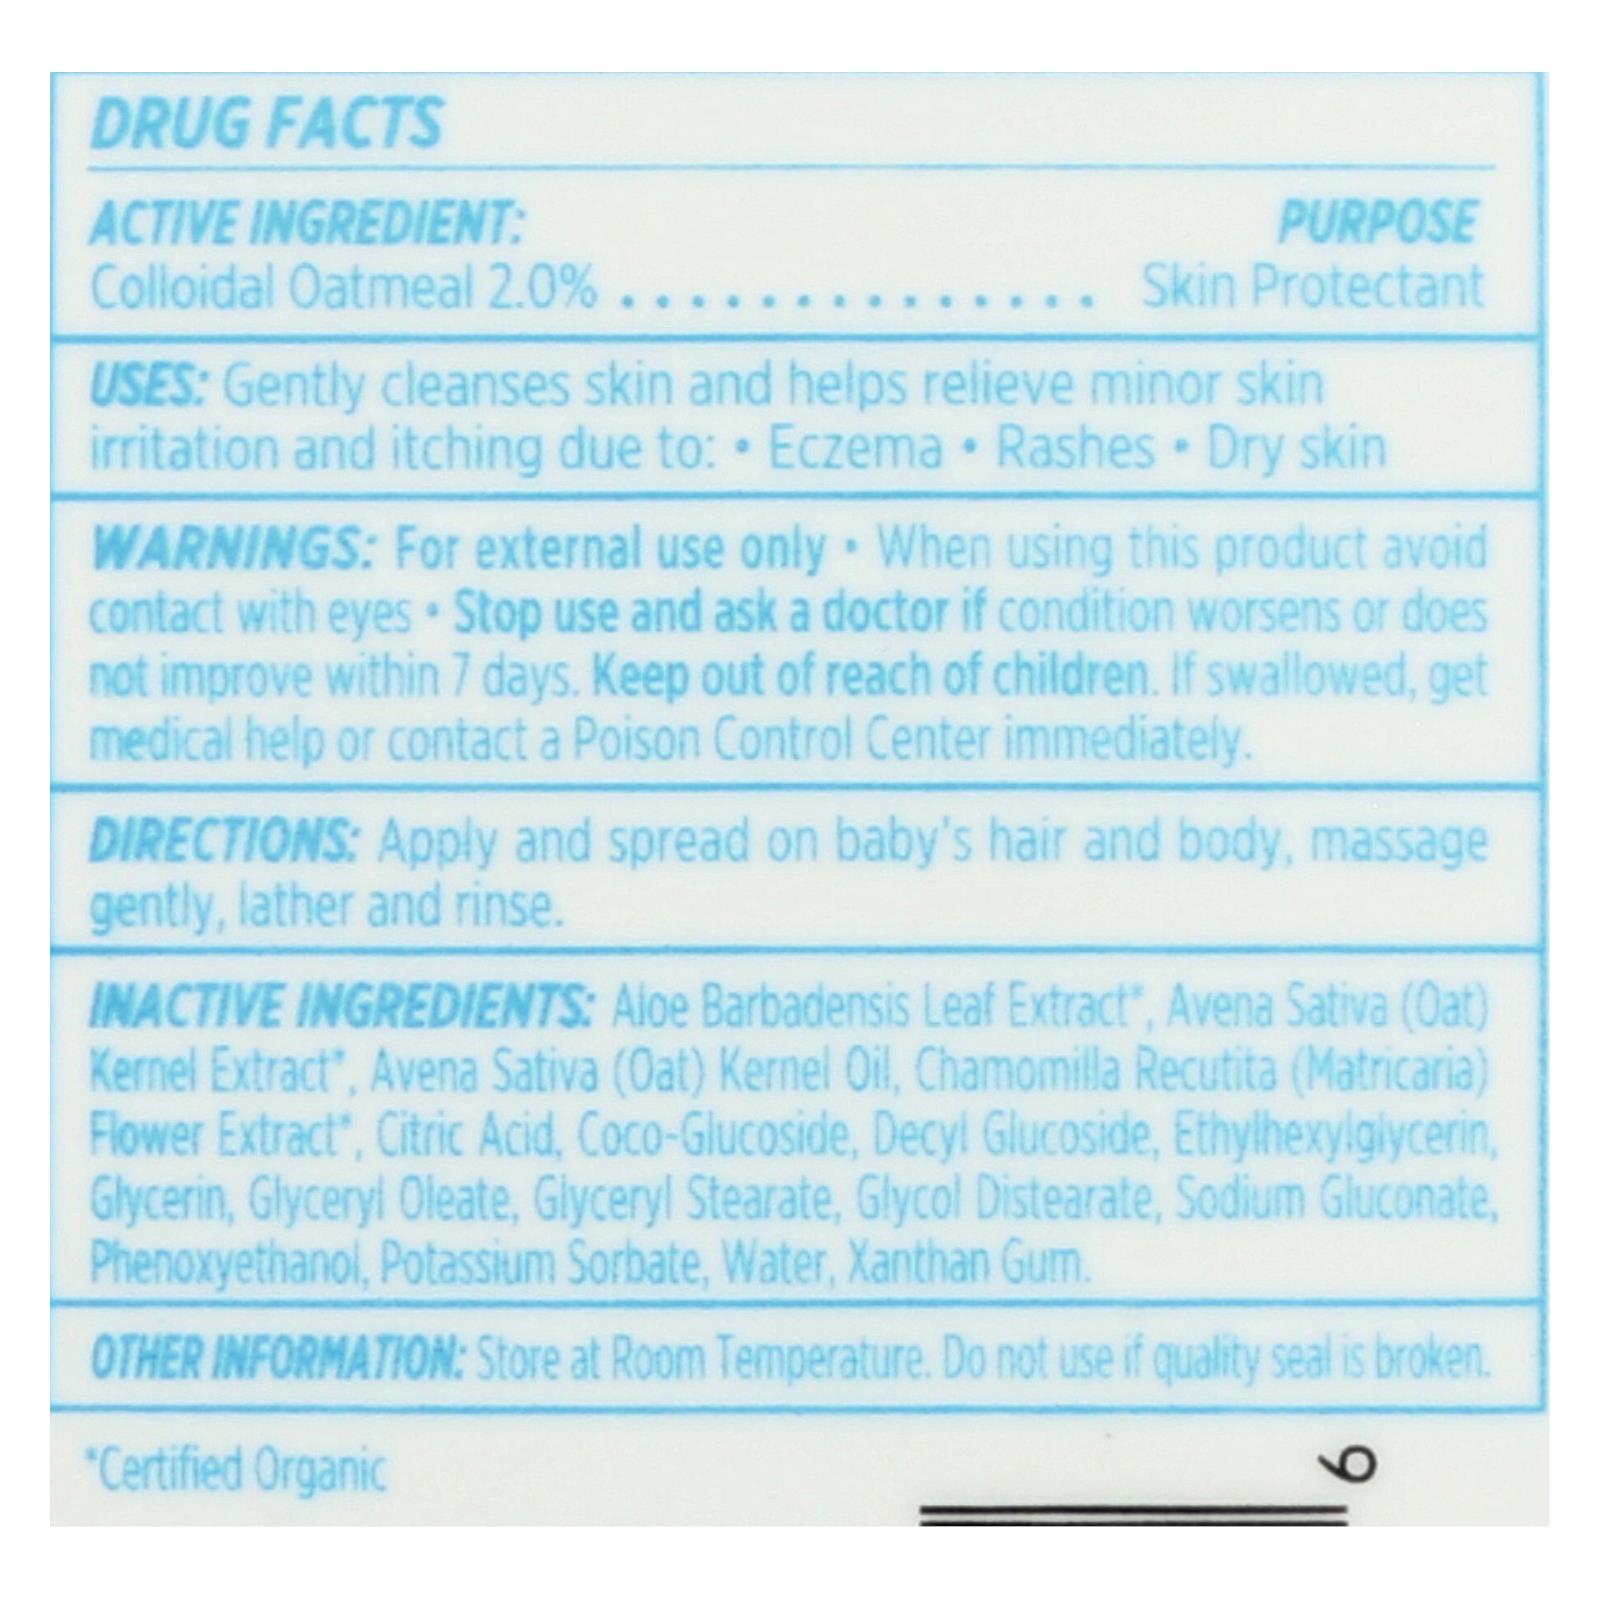 DRUG FACTS
ACTIVE INGREDIENT: PURPOSE
Colloidal Oatmeal 2.0% .............. Skin Protectant
USES: Gently cleanses skin and helps relieve minor skin
irritation and itching due to: • Eczema • Rashes • Dry skin
WARNINGS: For external use only • When using this product avoid
contact with eyes • Stop use and ask a doctor if condition worsens or does
not improve within 7 days. Keep out of reach of children. If swallowed, get
medical help or contact a Poison Control Center immediately.
DIRECTIONS: Apply and spread on baby's hair and body, massage
gently, lather and rinse.
INACTIVE INGREDIENTS: Aloe Barbadensis Leaf Extract*, Avena Sativa (Oat)
Kernel Extract*, Avena Sativa (Oat) Kernel Oil, Chamomilla Recutita (Matricaria)
Flower Extract*, Citric Acid, Coco-Glucoside, Decyl Glucoside, Ethylhexylglycerin,
Glycerin, Glyceryl Oleate, Glyceryl Stearate, Glycol Distearate, Sodium Gluconate,
Phenoxyethanol, Potassium Sorbate, Water, Xanthan Gum.
OTHER INFORMATION: Store at Room Temperature. Do not use if quality seal is broken.
*Certified Organic
6